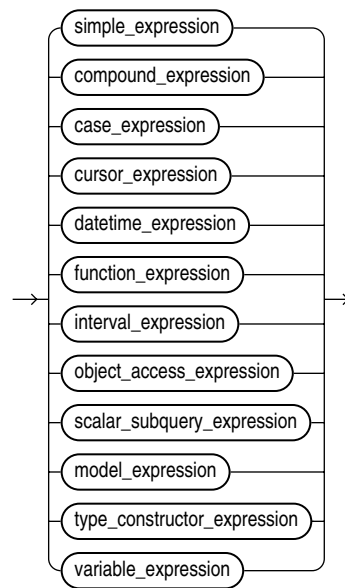 simple_expression
compound_expression
case_expression
cursor_expression
datetime_expression
function_expression
interval_expression
object_access_expression
scalar_subquery_expression
model_expression
type_constructor_expression
variable_expression